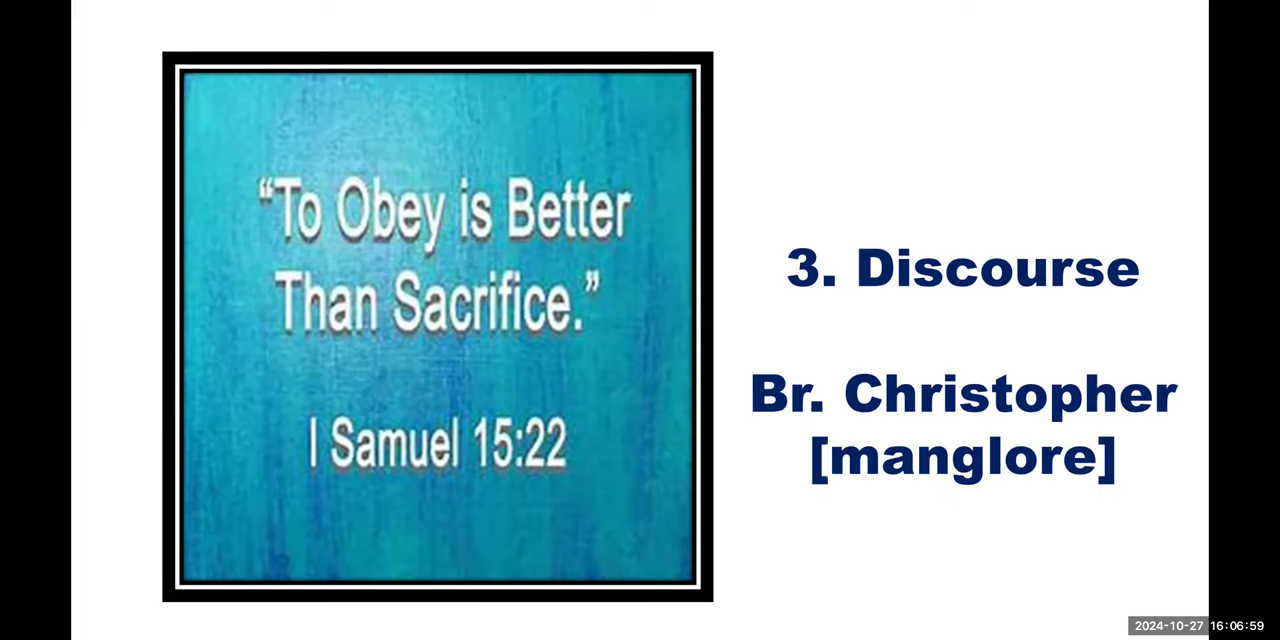 “To Obey is Better
Than Sacrifice.”
I Samuel 15:22
3. Discourse
Br. Christopher
[manglore]
2024-10-27 16:06:59